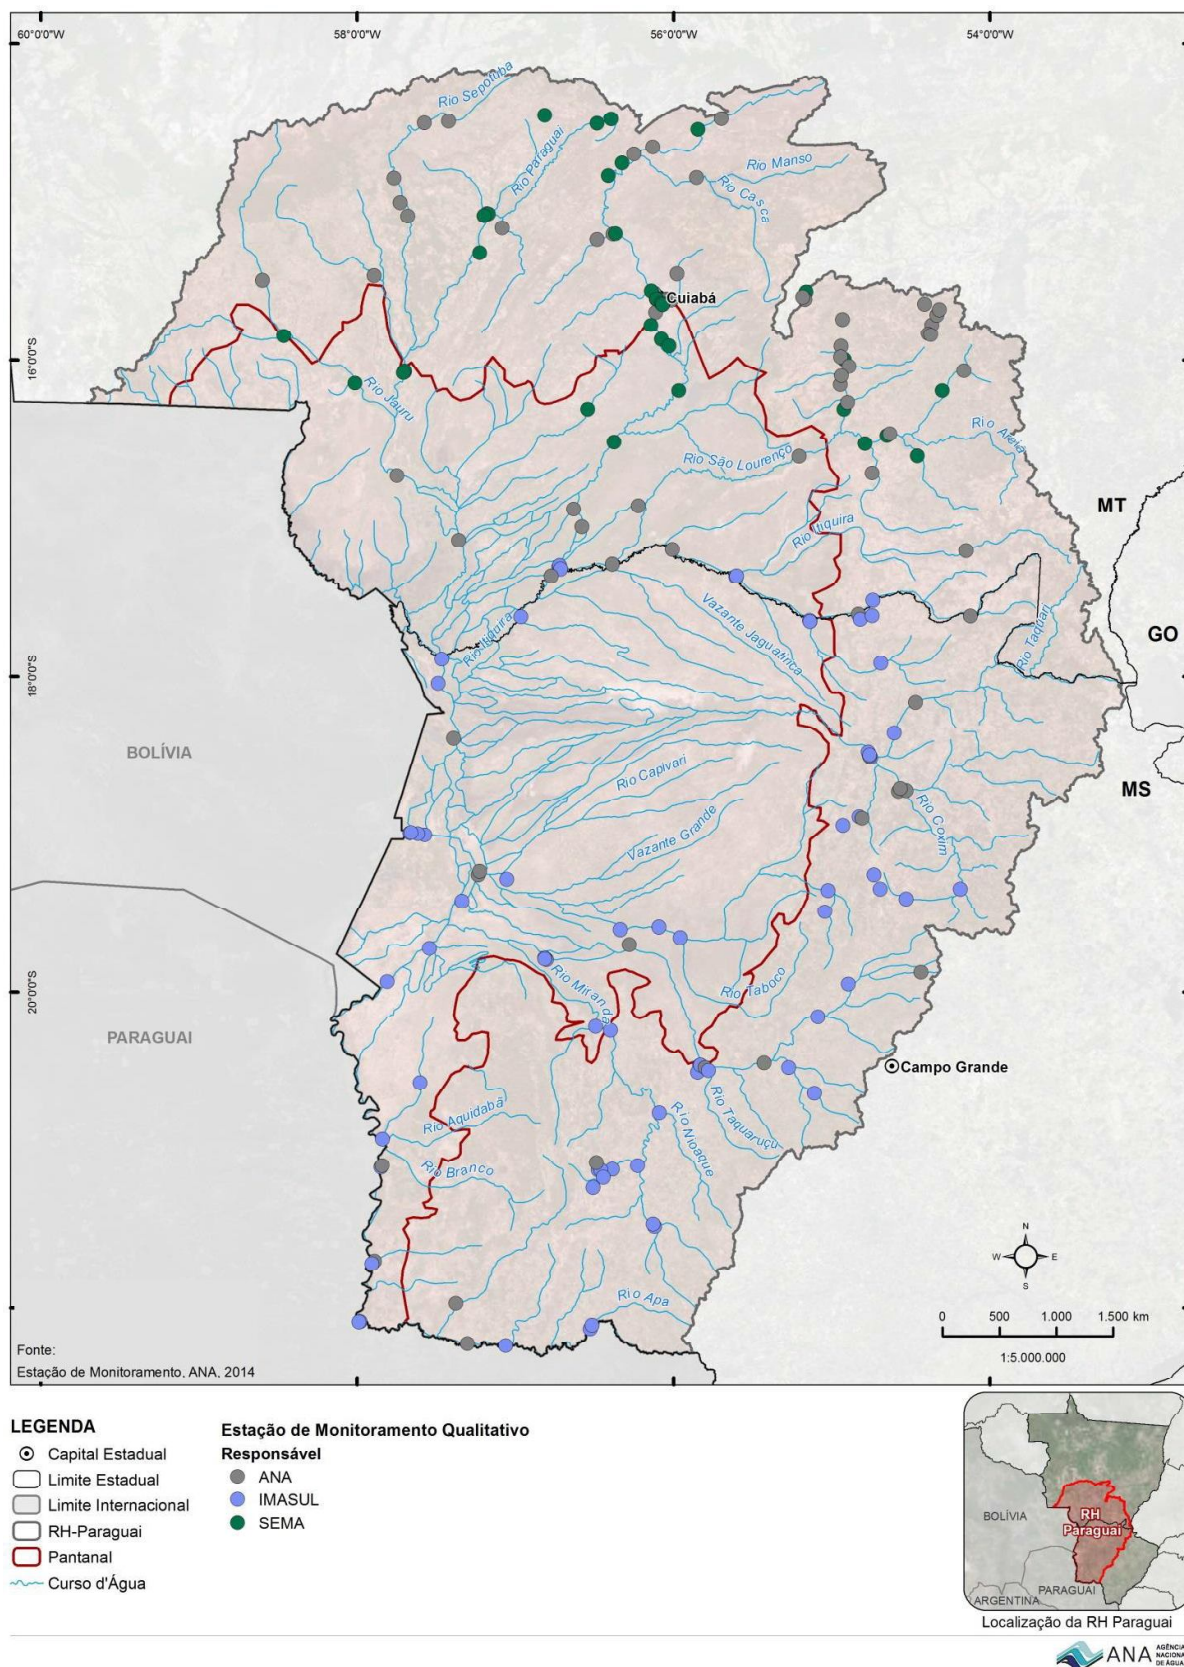 60°0'0"W
58°0'0"W
56°0'0"W
54°0'0"W
Rio Sepotuba
Rio Paraguai
Rio Manso
Rio Casca
Cuiabá
16°0'0"S
Rio Jauru
Rio São Lourenço
Rio Areia
MT
Rio Itiquira
Vazante Jaguatirica
Rio Itiquira
Rio Taquari
GO
18°0'0"S
BOLÍVIA
Rio Capivari
MS
Rio Coxim
Vazante Grande
20°0'0"S
Rio Miranda
Rio Taboco
PARAGUAI
Campo Grande
Rio Aquidabã
Rio Nioaque
Rio Taquaruçu
Rio Branco
N
W E
S
Rio Apa
0 500 1.000 1.500 km
1:5.000.000
Fonte:
Estação de Monitoramento, ANA, 2014
LEGENDA
Capital Estadual
Limite Estadual
Limite Internacional
RH-Paraguai
Pantanal
Curso d'Água
Estação de Monitoramento Qualitativo
Responsável
ANA
IMASUL
SEMA
BOLÍVIA
RH
Paraguai
PARAGUAI
ARGENTINA
Localização da RH Paraguai
ANA
AGÊNCIA
NACIONAL
DE ÁGUAS